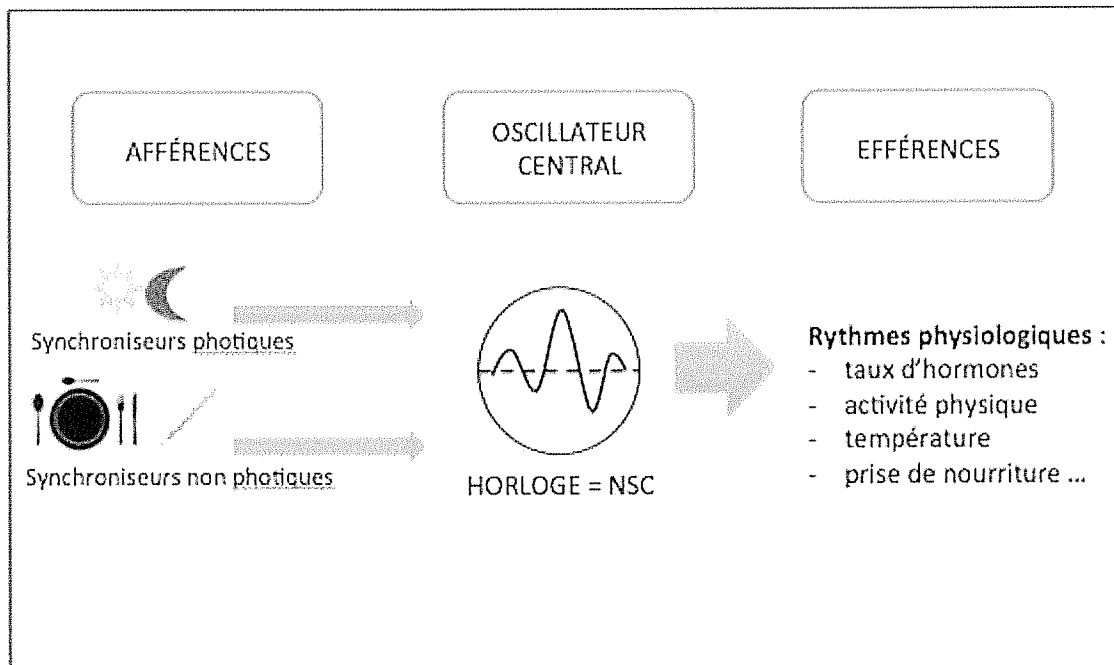 AFFÉRENCES
OSCILLATEUR
CENTRAL
EFFÉRENCES
Synchroniseurs photiques
Synchroniseurs non photiques
HORLOGE = NSC
Rythmes physiologiques :
- taux d'hormones
- activité physique
- température
- prise de nourriture ...